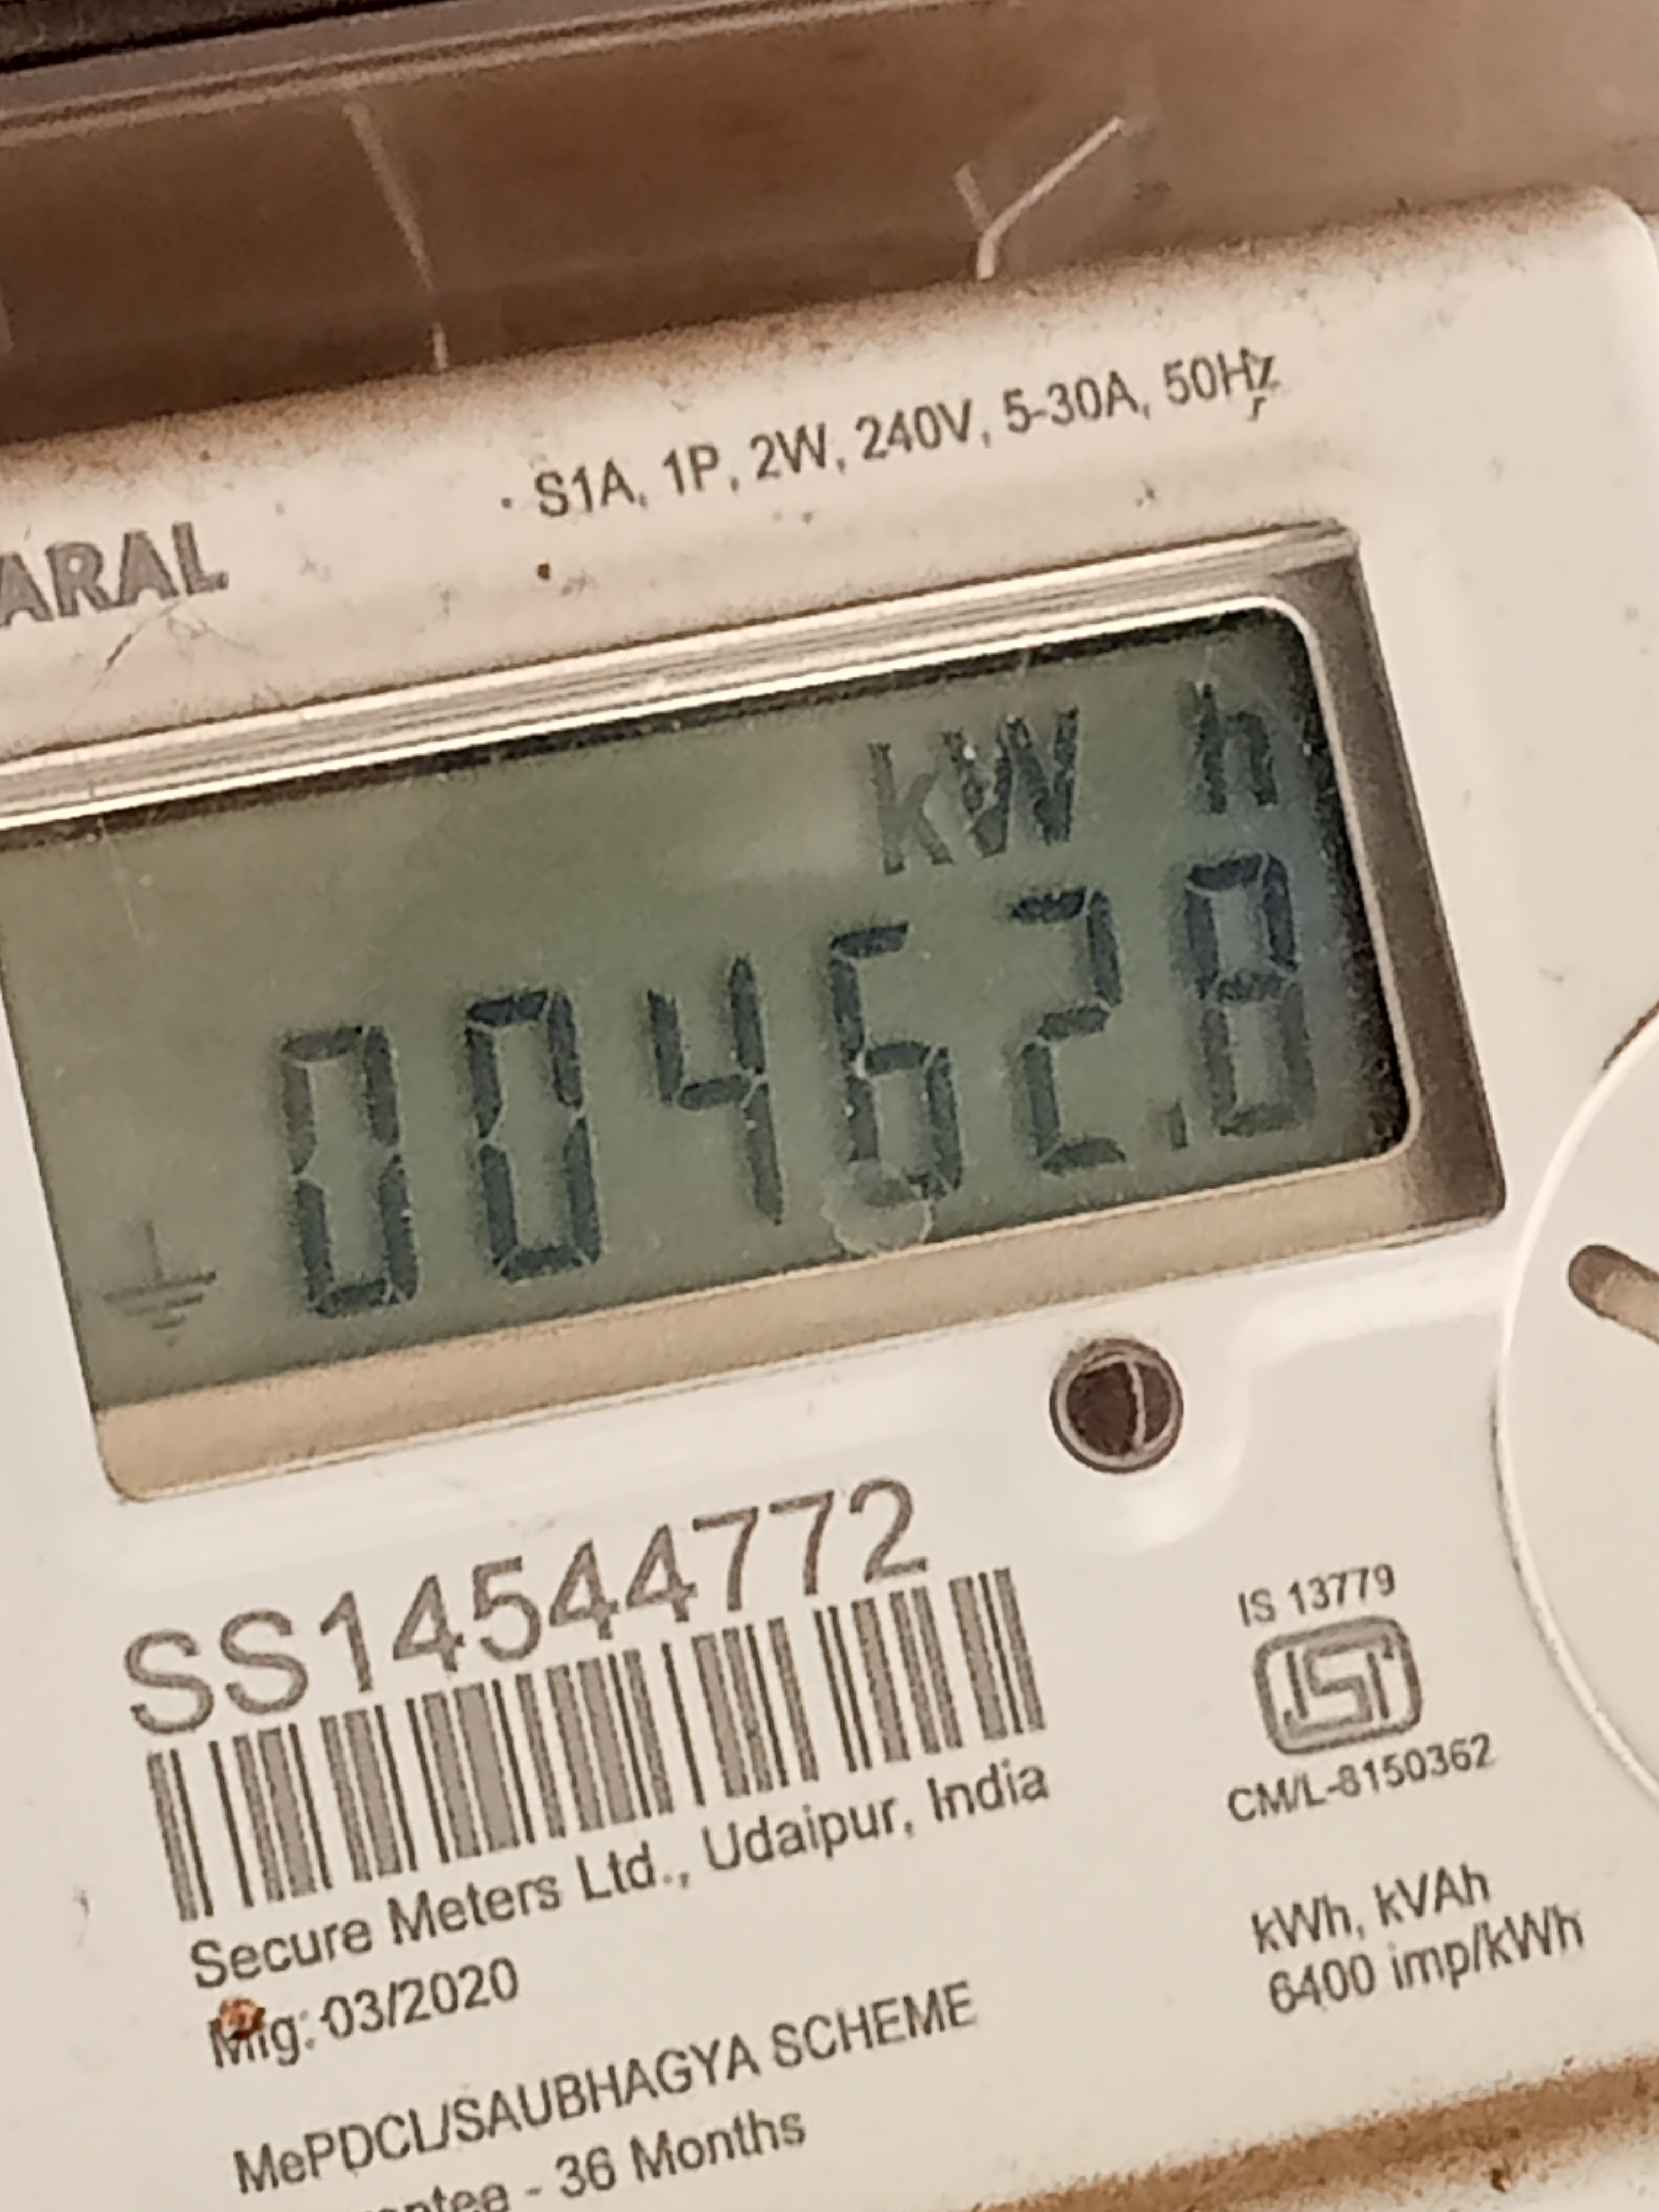 S1A, 1P, 2W, 240V, 5-30A, 50Hz
ARAL
kW h
00462.8
SS14544772
IS 13779
ISI
CM/L-8150362
Secure Meters Ltd., Udaipur, India
Mfg: 03/2020
kWh, kVAh
6400 imp/kWh
MePDCL/SAUBHAGYA SCHEME
- 36 Months